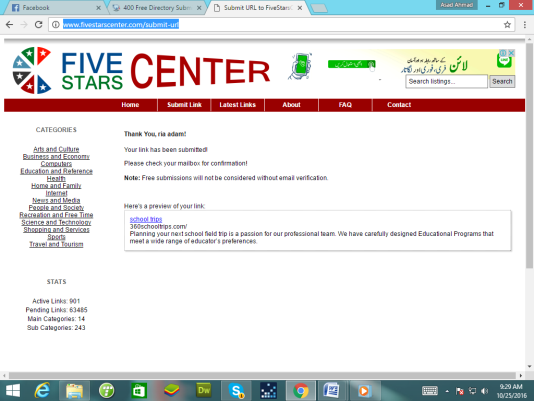 Facebook
400 Free Directory Subm
Submit URL to FiveStars
Asad Ahmad
www.fivestarscenter.com/submit-url
FIVE
STARS
CENTER
لائن
Search listings...
Search
Home
Submit Link
Latest Links
About
FAQ
Contact
CATEGORIES
Arts and Culture
Business and Economy
Computers
Education and Reference
Health
Home and Family
Internet
News and Media
People and Society
Recreation and Free Time
Science and Technology
Shopping and Services
Sports
Travel and Tourism
STATS
Active Links: 901
Pending Links: 63485
Main Categories: 14
Sub Categories: 243
Thank You, ria adam!
Your link has been submitted!
Please check your mailbox for confirmation!
Note: Free submissions will not be considered without email verification.
Here's a preview of your link:
school trips
360schooltrips.com/
Planning your next school field trip is a passion for our professional team. We have carefully designed Educational Programs that
meet a wide range of educator's preferences.
Dw
9:29 AM
10/25/2016